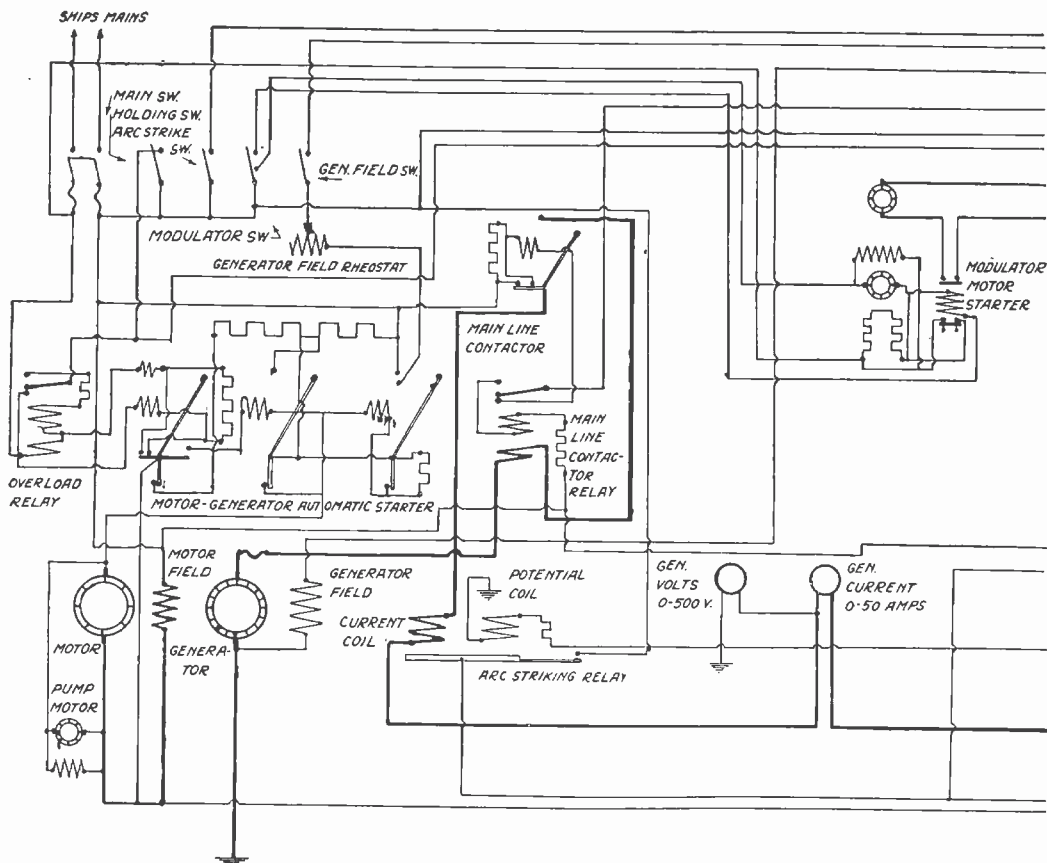 SHIPS MAINS
MAIN SW.
HOLDING SW.
ARC STRIKE
SW.
GEN. FIELD SW.
MODULATOR SW
GENERATOR FIELD RHEOSTAT
MAIN LINE
CONTACTOR
MODULATOR
MOTOR
STARTER
MAIN
LINE
CONTAC-
TOR
RELAY
OVERLOAD
RELAY
MOTOR-GENERATOR AUTOMATIC STARTER
MOTOR
FIELD
GENERATOR
FIELD
POTENTIAL
COIL
GEN.
VOLTS
0-500 V.
GEN.
CURRENT
0-50 AMPS
CURRENT
COIL
MOTOR
GENERA-
TOR
ARC STRIKING RELAY
PUMP
MOTOR